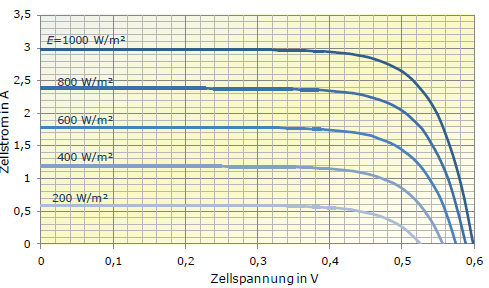 3,5
3
2,5
2
1,5
1
0,5
0
Zellstrom in A
E=1000 W/m²
800 W/m²
600 W/m²
400 W/m²
200 W/m²
0 0,1 0,2 0,3 0,4 0,5 0,6
Zellspannung in V